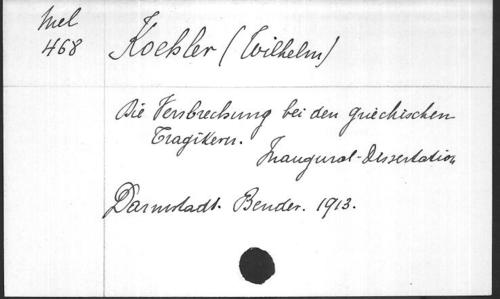 Mel
468
Koehler (Wilhelm)
Die Versbrechung bei den griechischen
Tragikern.
Inaugural-Dissertation
Darmstadt. Bender. 1913.